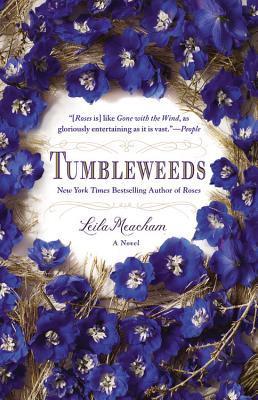 "[Roses is] like Gone with the Wind, as
gloriously entertaining as it is vast."—People
TUMBLEWEEDS
New York Times Bestselling Author of Roses
Leila Meacham
A Novel